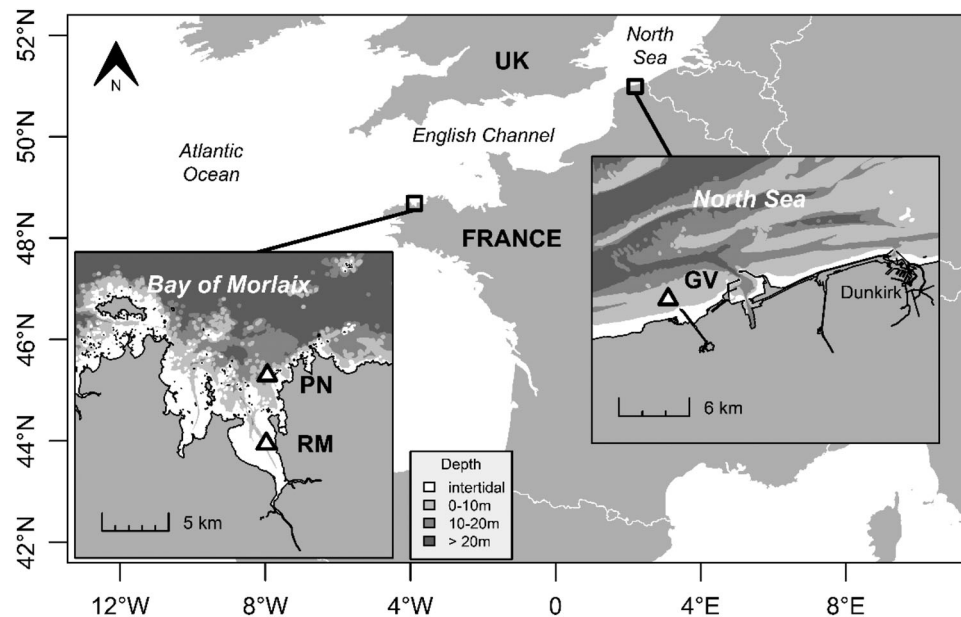 52°N
50°N
48°N
46°N
44°N
42°N
N
UK
North
Sea
English Channel
Atlantic
Ocean
FRANCE
North Sea
GV
Dunkirk
6 km
Bay of Morlaix
PN
RM
5 km
Depth
intertidal
0-10m
10-20m
> 20m
12°W
8°W
4°W
0
4°E
8°E